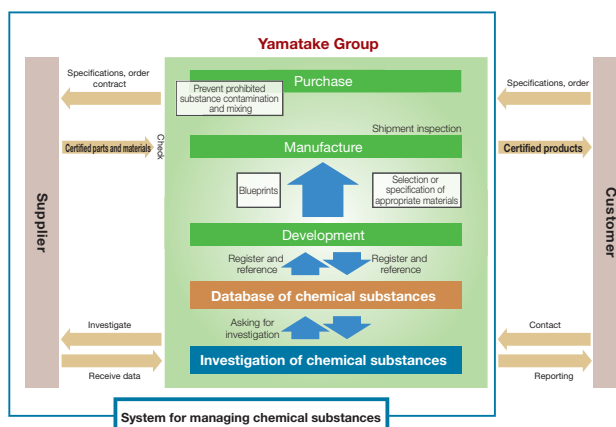 Yamatake Group
Specifications, order
contract
Purchase
Specifications, order
Prevent prohibited
substance contamination
and mixing
Shipment inspection
Certified parts and materials
Check
Manufacture
Certified products
Supplier
Customer
Blueprints
Selection or
specification of
appropriate materials
Development
Register and
reference
Register and
reference
Database of chemical substances
Investigate
Asking for
investigation
Contact
Investigation of chemical substances
Receive data
Reporting
System for managing chemical substances